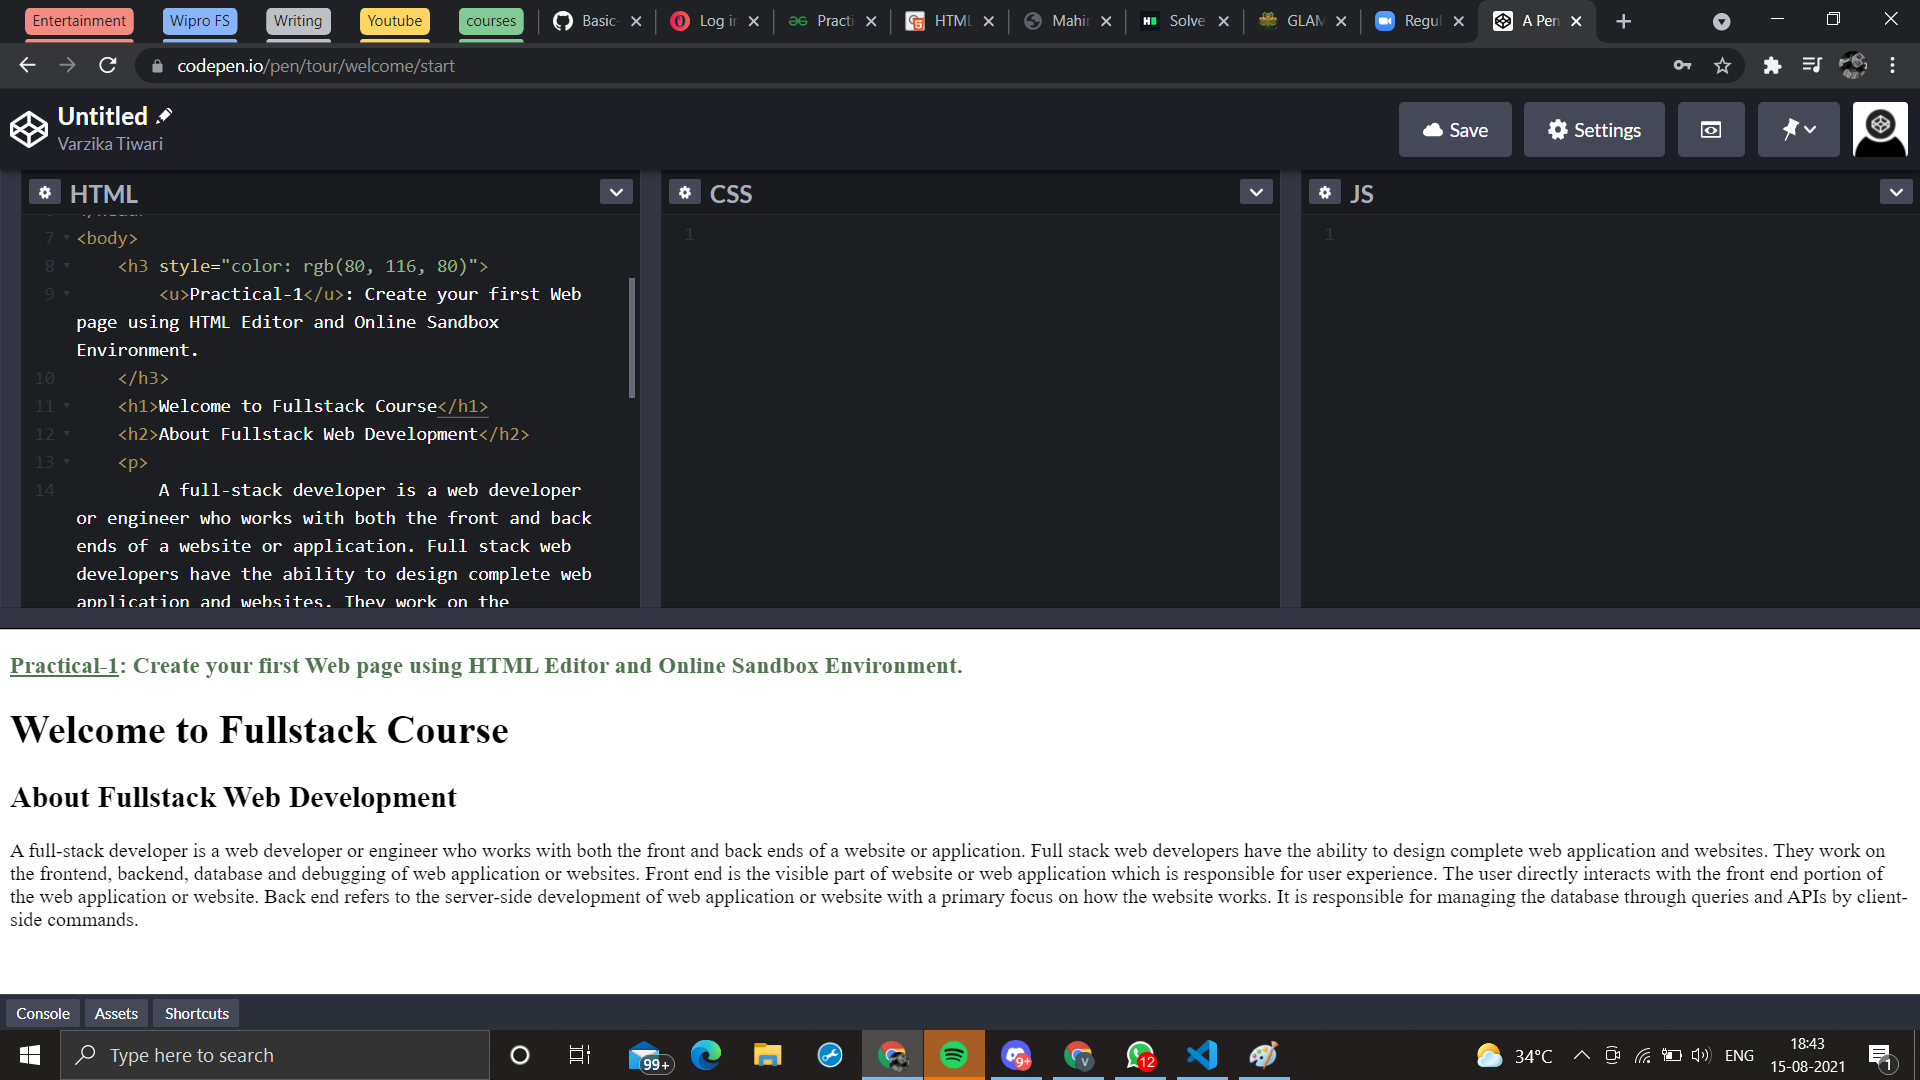 Entertainment Wipro FS Writing Youtube courses Basic- Log in Practi HTML Mahin Solve GLAM Regul A Pen
codepen.io/pen/tour/welcome/start
Untitled
Varzika Tiwari
Save Settings
HTML CSS JS
7 <body>
8 <h3 style="color: rgb(80, 116, 80)">
9 <u>Practical-1</u>: Create your first Web
page using HTML Editor and Online Sandbox
Environment.
10 </h3>
11 <h1>Welcome to Fullstack Course</h1>
12 <h2>About Fullstack Web Development</h2>
13 <p>
14 A full-stack developer is a web developer
or engineer who works with both the front and back
ends of a website or application. Full stack web
developers have the ability to design complete web
application and websites. They work on the
1
1
Practical-1: Create your first Web page using HTML Editor and Online Sandbox Environment.
Welcome to Fullstack Course
About Fullstack Web Development
A full-stack developer is a web developer or engineer who works with both the front and back ends of a website or application. Full stack web developers have the ability to design complete web application and websites. They work on
the frontend, backend, database and debugging of web application or websites. Front end is the visible part of website or web application which is responsible for user experience. The user directly interacts with the front end portion of
the web application or website. Back end refers to the server-side development of web application or website with a primary focus on how the website works. It is responsible for managing the database through queries and APIs by client-
side commands.
Console Assets Shortcuts
Type here to search 99+ 9+ V 12 34°C ENG 18:43
15-08-2021 1